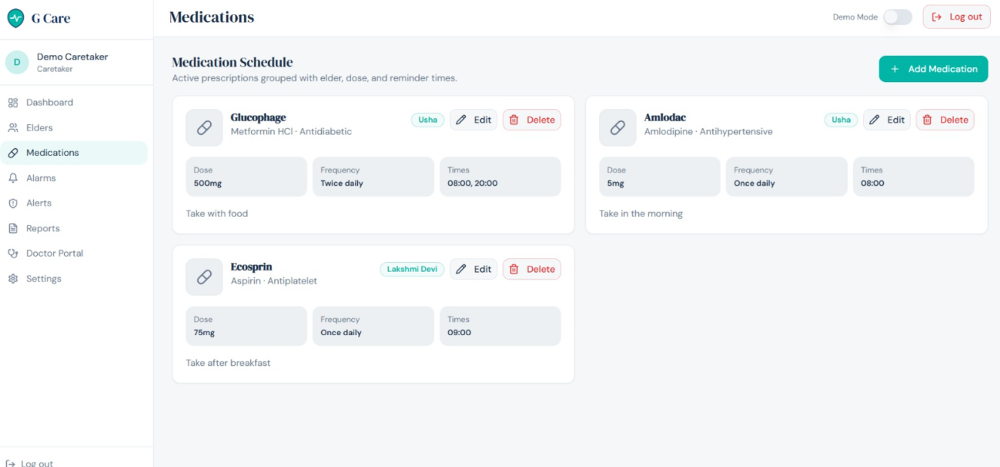 G Care
Medications
Demo Mode
Log out
D
Demo Caretaker
Caretaker
Dashboard
Elders
Medications
Alarms
Alerts
Reports
Doctor Portal
Settings
Log out
Medication Schedule
Active prescriptions grouped with elder, dose, and reminder times.
+ Add Medication
Glucophage
Metformin HCl · Antidiabetic
Usha
Edit
Delete
Dose
500mg
Frequency
Twice daily
Times
08:00, 20:00
Take with food
Amlodac
Amlodipine · Antihypertensive
Usha
Edit
Delete
Dose
5mg
Frequency
Once daily
Times
08:00
Take in the morning
Ecosprin
Aspirin · Antiplatelet
Lakshmi Devi
Edit
Delete
Dose
75mg
Frequency
Once daily
Times
09:00
Take after breakfast